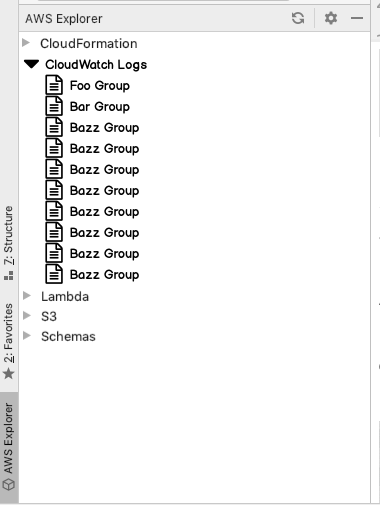 AWS Explorer
CloudFormation
CloudWatch Logs
Foo Group
Bar Group
Bazz Group
Bazz Group
Bazz Group
Bazz Group
Bazz Group
Bazz Group
Bazz Group
Bazz Group
Lambda
S3
Schemas
Z: Structure
2: Favorites
AWS Explorer